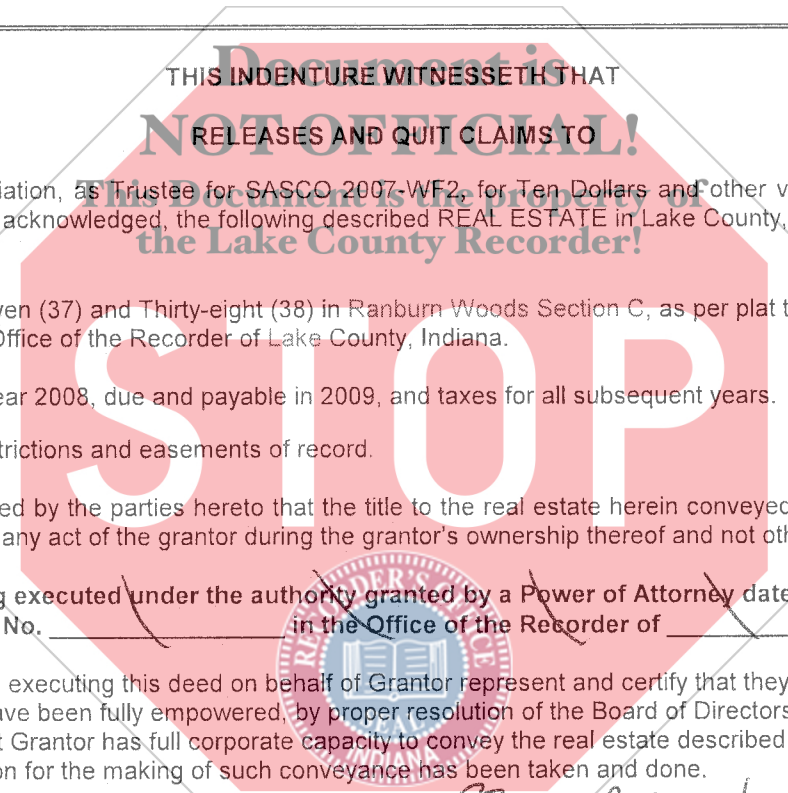 Document is
THIS INDENTURE WITNESSETH THAT
NOT OFFICIAL!
RELEASES AND QUIT CLAIMS TO
This Document is the property of
iation, as Trustee for SASCO 2007-WF2, for Ten Dollars and other v
acknowledged, the following described REAL ESTATE in Lake County,
the Lake County Recorder!
ven (37) and Thirty-eight (38) in Ranburn Woods Section C, as per plat t
Office of the Recorder of Lake County, Indiana.
STOP
ear 2008, due and payable in 2009, and taxes for all subsequent years.
trictions and easements of record.
ed by the parties hereto that the title to the real estate herein conveyed
any act of the grantor during the grantor's ownership thereof and not oth
g executed under the authority granted by a Power of Attorney date
No. ____________________ in the Office of the Recorder of __________
RECORDER'S OFFICE
SEAL
INDIANA
executing this deed on behalf of Grantor represent and certify that they
ave been fully empowered, by proper resolution of the Board of Directors
t Grantor has full corporate capacity to convey the real estate described
on for the making of such conveyance has been taken and done.